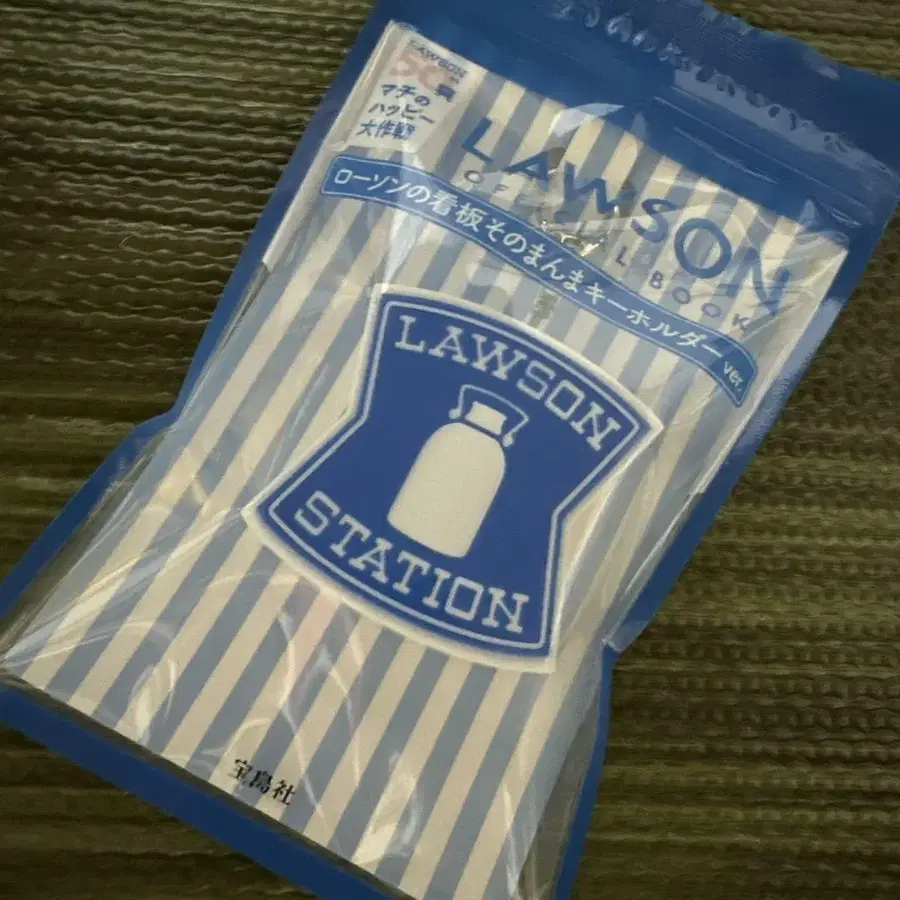 LAWSON
50th
マチの
ハッピー
大作戦
LAWSON
OFFICIAL BOOK
ローソンの看板そのまんまキーホルダー ver.
LAWSON
STATION
宝島社